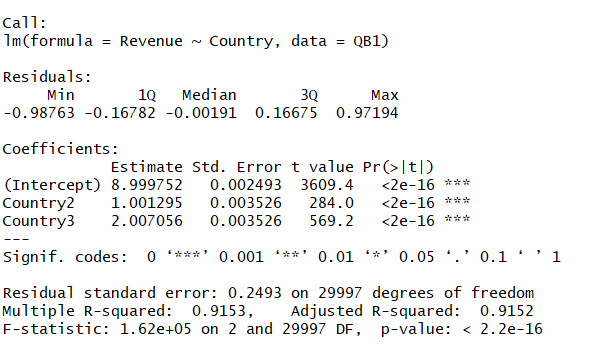 Call:
lm(formula = Revenue ~ Country, data = QB1)
Residuals:
     Min       1Q   Median       3Q      Max
-0.98763 -0.16782 -0.00191  0.16675  0.97194
Coefficients:
            Estimate Std. Error t value Pr(>|t|)
(Intercept) 8.999752   0.002493  3609.4   <2e-16 ***
Country2    1.001295   0.003526   284.0   <2e-16 ***
Country3    2.007056   0.003526   569.2   <2e-16 ***
---
Signif. codes:  0 ‘***’ 0.001 ‘**’ 0.01 ‘*’ 0.05 ‘.’ 0.1 ‘ ’ 1
Residual standard error: 0.2493 on 29997 degrees of freedom
Multiple R-squared:  0.9153,    Adjusted R-squared:  0.9152
F-statistic: 1.62e+05 on 2 and 29997 DF,  p-value: < 2.2e-16